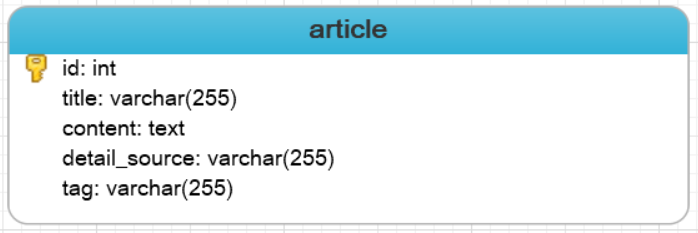 article
id: int
title: varchar(255)
content: text
detail_source: varchar(255)
tag: varchar(255)